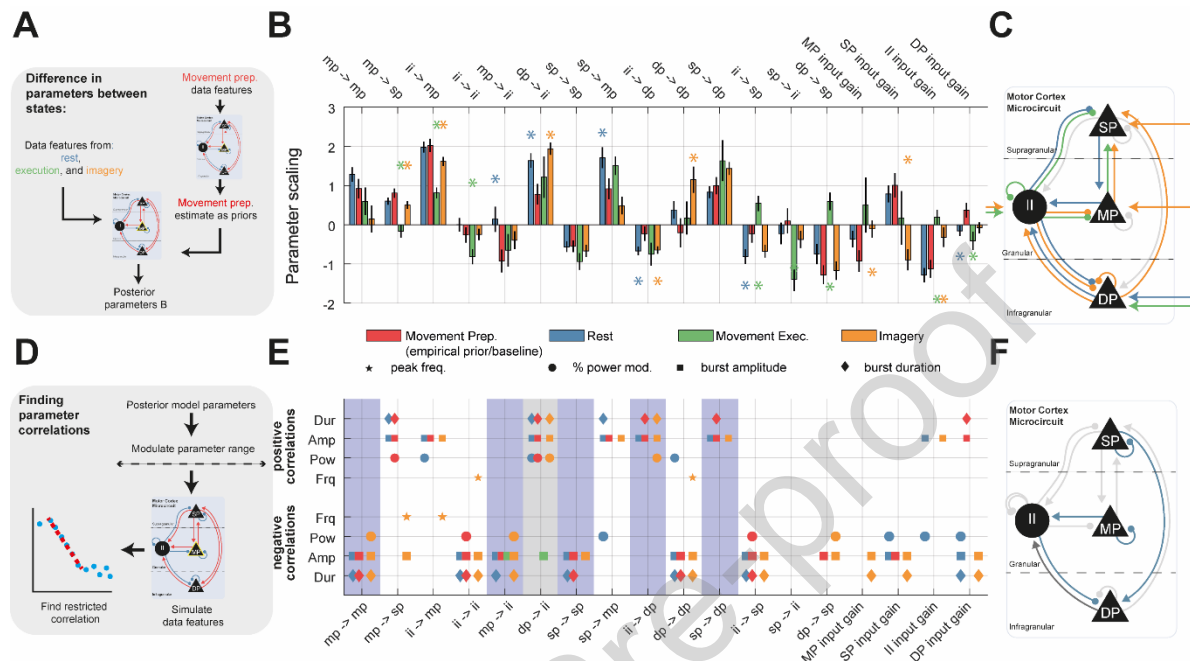 A
Difference in
parameters between
states:
Movement prep.
data features
Data features from:
rest,
execution, and imagery
Movement prep.
estimate as priors
Posterior
parameters B
B
mp -> mp
mp -> sp
ii -> mp
ii -> ii
mp -> ii
dp -> ii
sp -> sp
sp -> mp
ii -> dp
dp -> dp
sp -> dp
ii -> sp
sp -> ii
dp -> sp
MP input gain
SP input gain
II input gain
DP input gain
Parameter scaling
3
2
1
0
-1
-2
Movement Prep.
(empirical prior/baseline)
Rest
Movement Exec.
Imagery
peak freq.
% power mod.
burst amplitude
burst duration
C
Motor Cortex
Microcircuit
SP
Supragranular
II
MP
Granular
DP
Infragranular
D
Finding
parameter
correlations
Posterior model parameters
Modulate parameter range
Find restricted
correlation
Simulate
data features
E
positive
correlations
Dur
Amp
Pow
Frq
negative
correlations
Frq
Pow
Amp
Dur
mp -> mp
mp -> sp
ii -> mp
ii -> ii
mp -> ii
dp -> ii
sp -> sp
sp -> mp
ii -> dp
dp -> dp
sp -> dp
ii -> sp
sp -> ii
dp -> sp
MP input gain
SP input gain
II input gain
DP input gain
F
Motor Cortex
Microcircuit
SP
Supragranular
II
MP
Granular
DP
Infragranular
re-proof